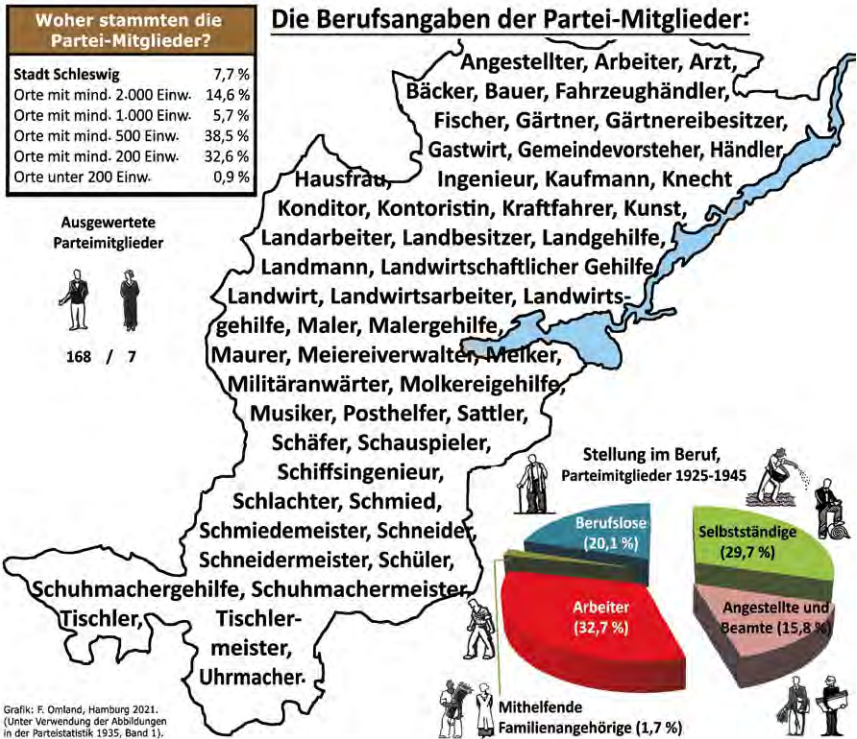 Woher stammten die
Partei-Mitglieder?
Stadt Schleswig 7,7 %
Orte mit mind. 2.000 Einw. 14,6 %
Orte mit mind. 1.000 Einw. 5,7 %
Orte mit mind. 500 Einw. 38,5 %
Orte mit mind. 200 Einw. 32,6 %
Orte unter 200 Einw. 0,9 %
Ausgewertete
Parteimitglieder
168 / 7
Die Berufsangaben der Partei-Mitglieder:
Angestellter, Arbeiter, Arzt,
Bäcker, Bauer, Fahrzeughändler,
Fischer, Gärtner, Gärtnereibesitzer,
Gastwirt, Gemeindevorsteher, Händler,
Hausfrau, Ingenieur, Kaufmann, Knecht
Konditor, Kontoristin, Kraftfahrer, Kunst,
Landarbeiter, Landbesitzer, Landgehilfe,
Landmann, Landwirtschaftlicher Gehilfe,
Landwirt, Landwirtsarbeiter, Landwirts-
gehilfe, Maler, Malergehilfe,
Maurer, Meiereiverwalter, Melker,
Militäranwärter, Molkereigehilfe,
Musiker, Posthelfer, Sattler,
Schäfer, Schauspieler,
Schiffsingenieur,
Schlachter, Schmied,
Schmiedemeister, Schneider,
Schneidermeister, Schüler,
Schuhmachergehilfe, Schuhmachermeister,
Tischler, Tischler-
meister,
Uhrmacher.
Stellung im Beruf,
Parteimitglieder 1925-1945
Berufslose
(20,1 %)
Selbstständige
(29,7 %)
Arbeiter
(32,7 %)
Angestellte und
Beamte (15,8 %)
Mithelfende
Familienangehörige (1,7 %)
Grafik: F. Omland, Hamburg 2021.
(Unter Verwendung der Abbildungen
in der Parteistatistik 1935, Band 1).